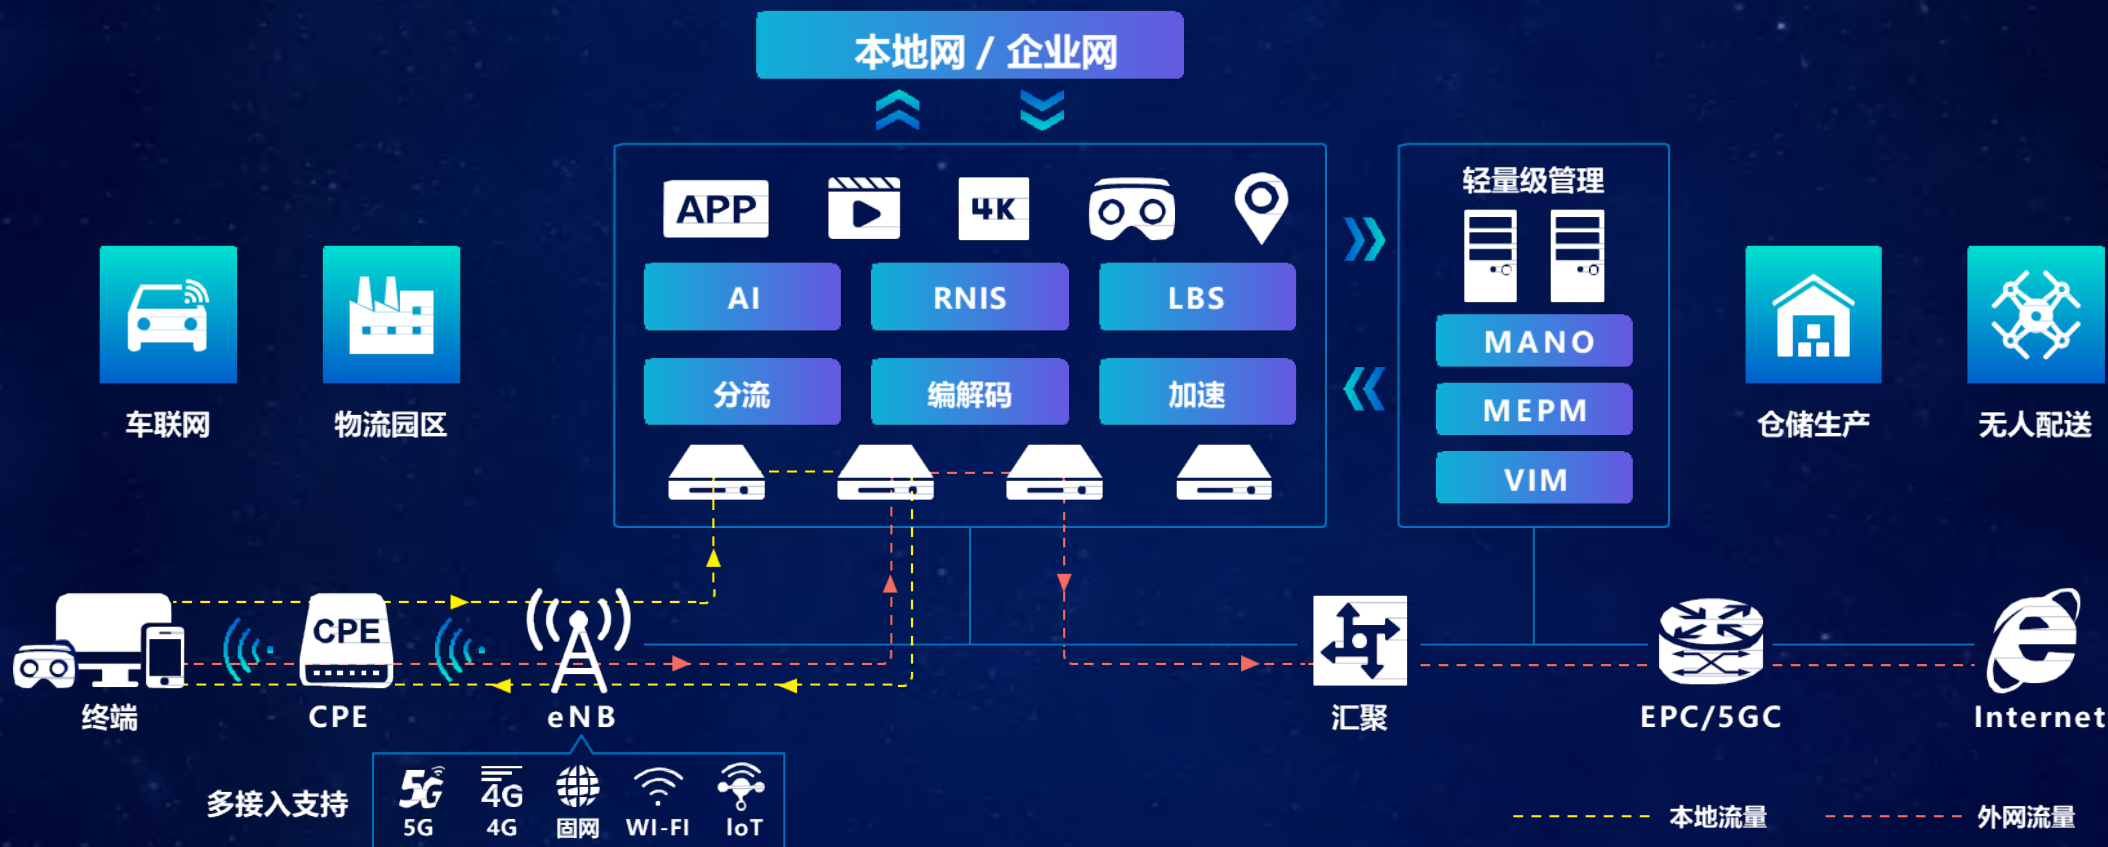 本地网 / 企业网
APP
4K
轻量级管理
AI
RNIS
LBS
MANO
分流
编解码
加速
MEPM
VIM
车联网
物流园区
仓储生产
无人配送
CPE
终端
CPE
eNB
汇聚
EPC/5GC
Internet
多接入支持
5G
4G
5G
4G
固网
WI-FI
IoT
本地流量
外网流量